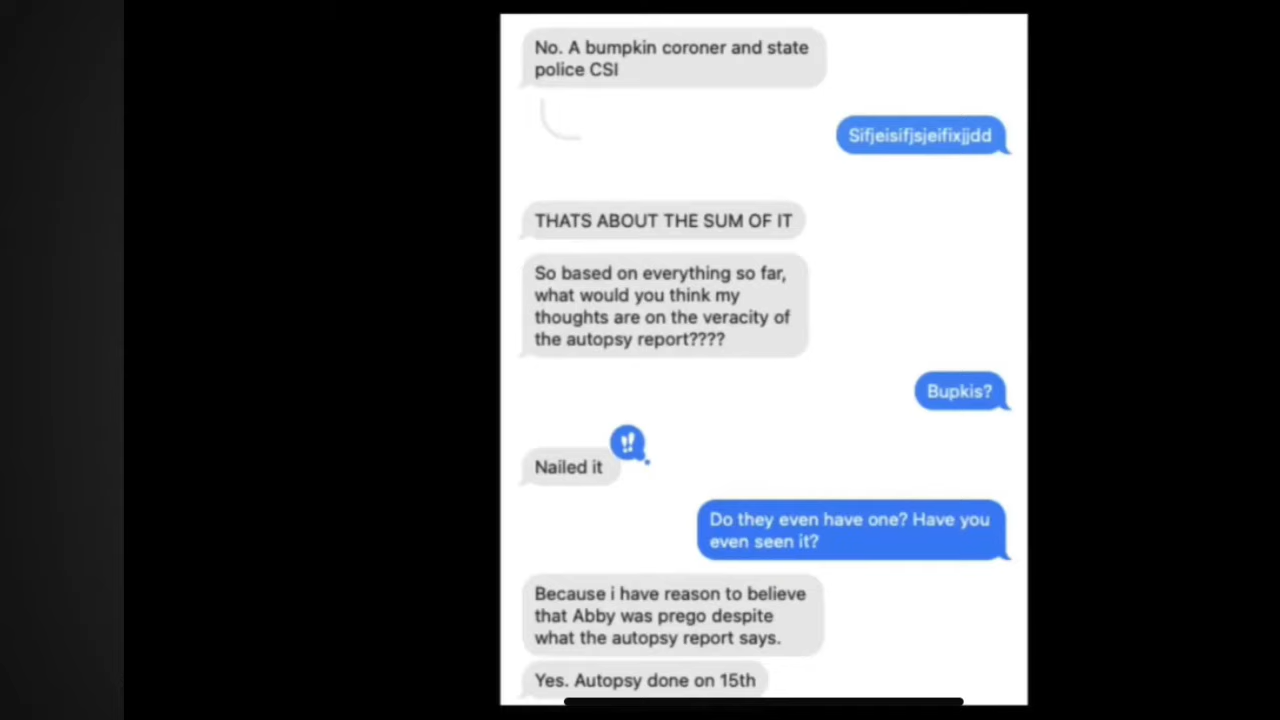 No. A bumpkin coroner and state
police CSI
Sifjeisifjsjeifixjjdd
THATS ABOUT THE SUM OF IT
So based on everything so far,
what would you think my
thoughts are on the veracity of
the autopsy report????
Bupkis?
!!
Nailed it
Do they even have one? Have you
even seen it?
Because i have reason to believe
that Abby was prego despite
what the autopsy report says.
Yes. Autopsy done on 15th